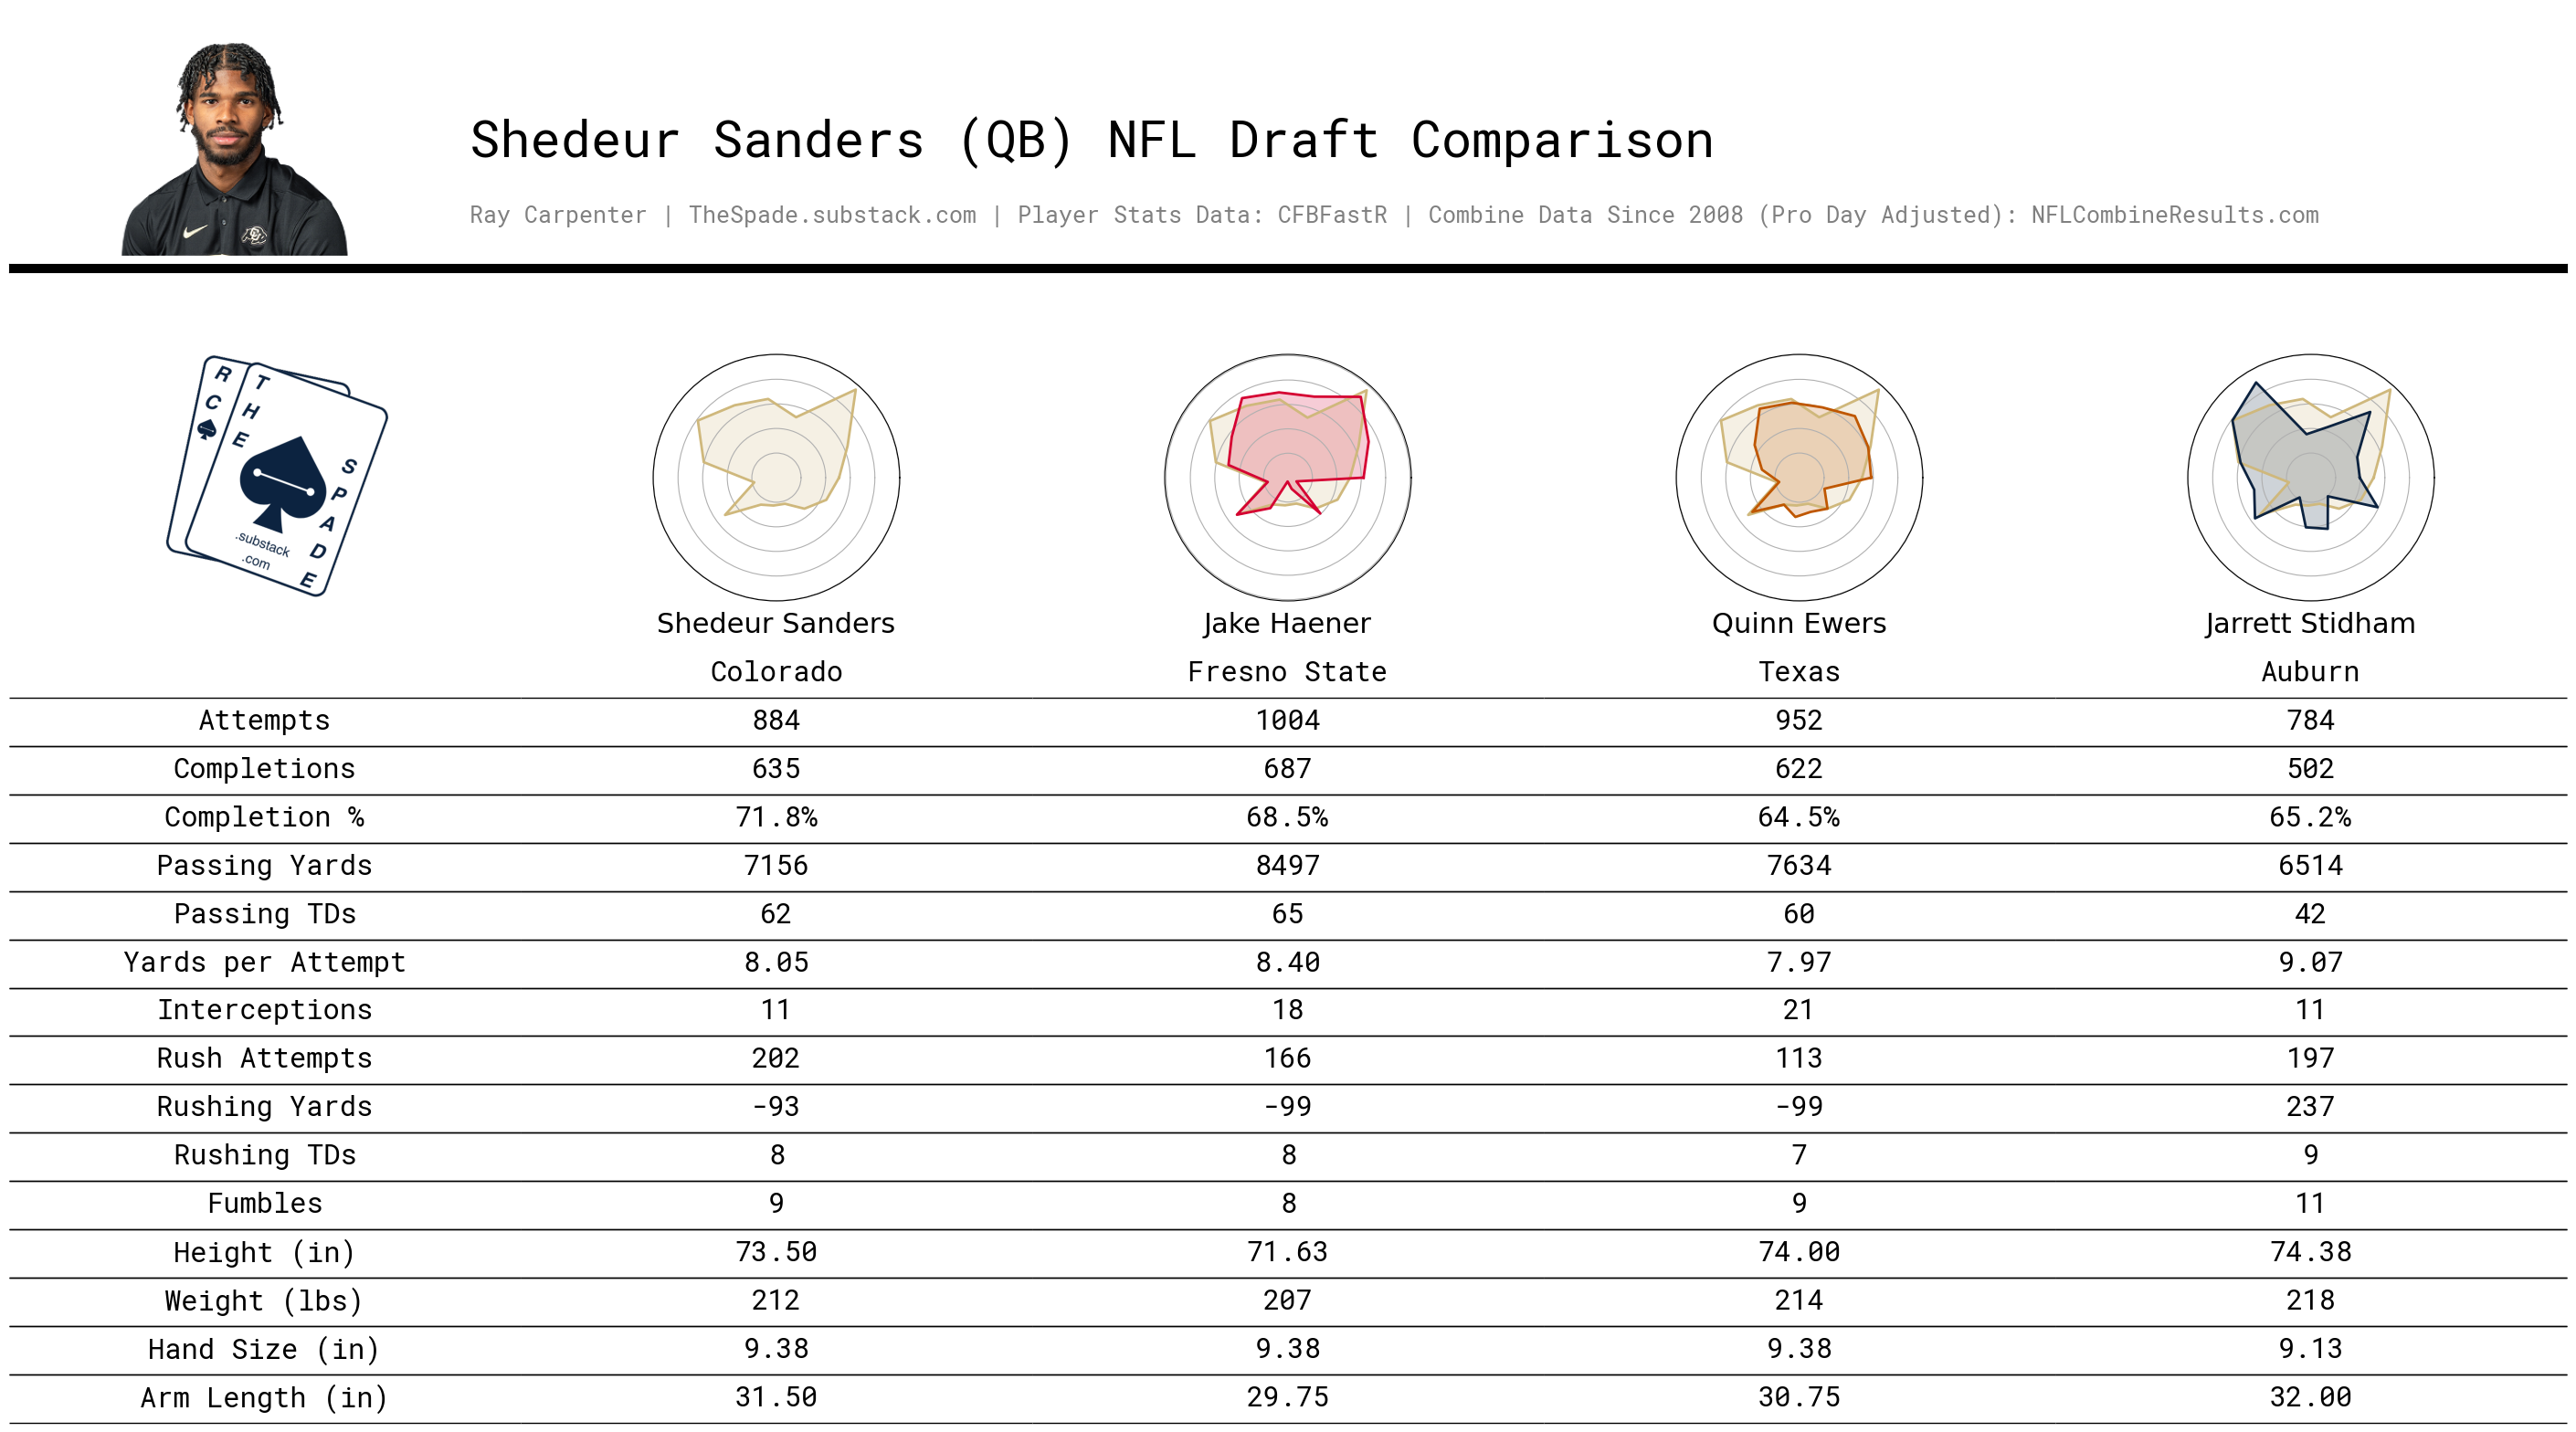 Shedeur Sanders (QB) NFL Draft Comparison
Ray Carpenter | TheSpade.substack.com | Player Stats Data: CFBFastR | Combine Data Since 2008 (Pro Day Adjusted): NFLCombineResults.com
R C
T H E
S P A D E
.substack
.com
Shedeur Sanders Jake Haener Quinn Ewers Jarrett Stidham
Colorado Fresno State Texas Auburn
Attempts 884 1004 952 784
Completions 635 687 622 502
Completion % 71.8% 68.5% 64.5% 65.2%
Passing Yards 7156 8497 7634 6514
Passing TDs 62 65 60 42
Yards per Attempt 8.05 8.40 7.97 9.07
Interceptions 11 18 21 11
Rush Attempts 202 166 113 197
Rushing Yards -93 -99 -99 237
Rushing TDs 8 8 7 9
Fumbles 9 8 9 11
Height (in) 73.50 71.63 74.00 74.38
Weight (lbs) 212 207 214 218
Hand Size (in) 9.38 9.38 9.38 9.13
Arm Length (in) 31.50 29.75 30.75 32.00